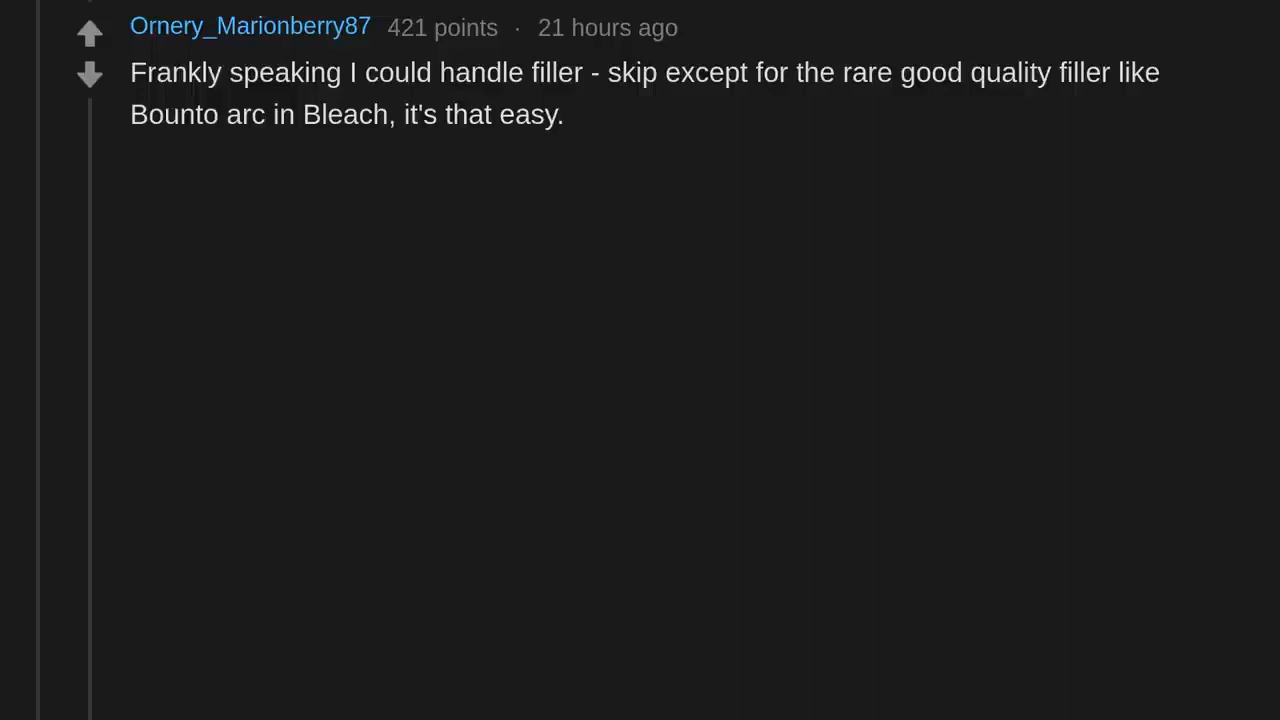 Ornery_Marionberry87 421 points · 21 hours ago
Frankly speaking I could handle filler - skip except for the rare good quality filler like
Bounto arc in Bleach, it's that easy.